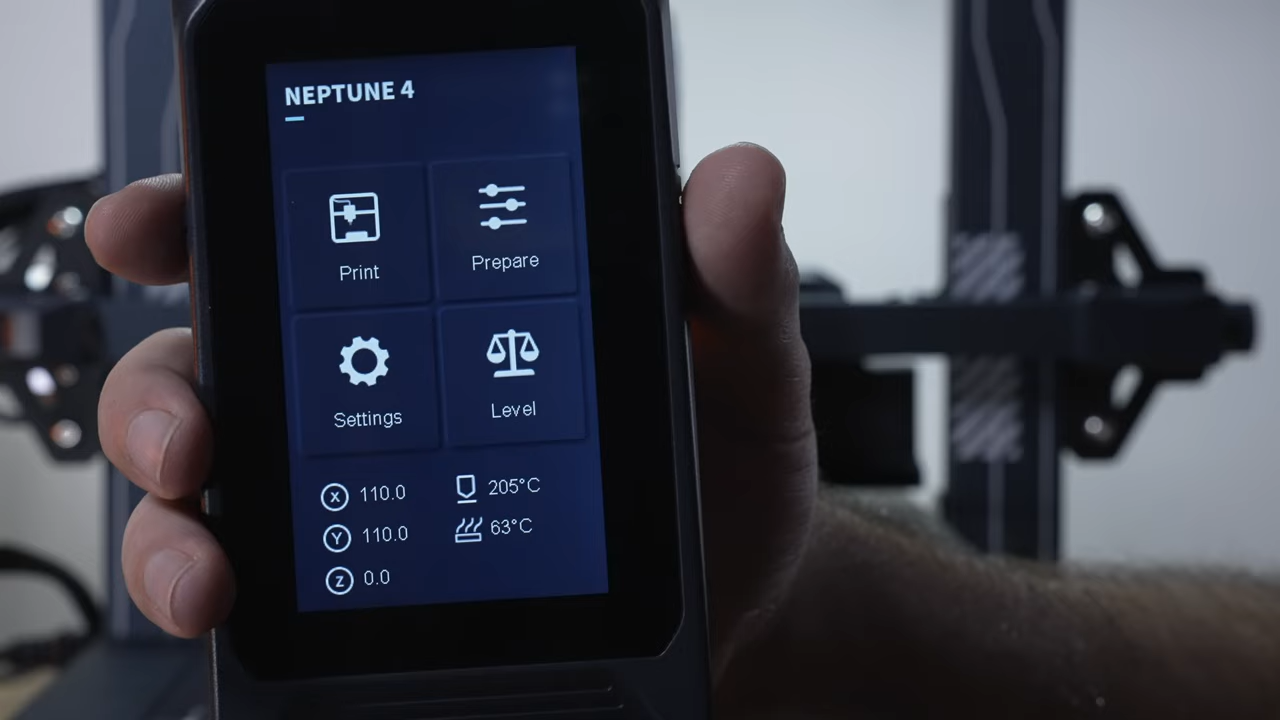 NEPTUNE 4
Print
Prepare
Settings
Level
X 110.0
205°C
Y 110.0
63°C
Z 0.0